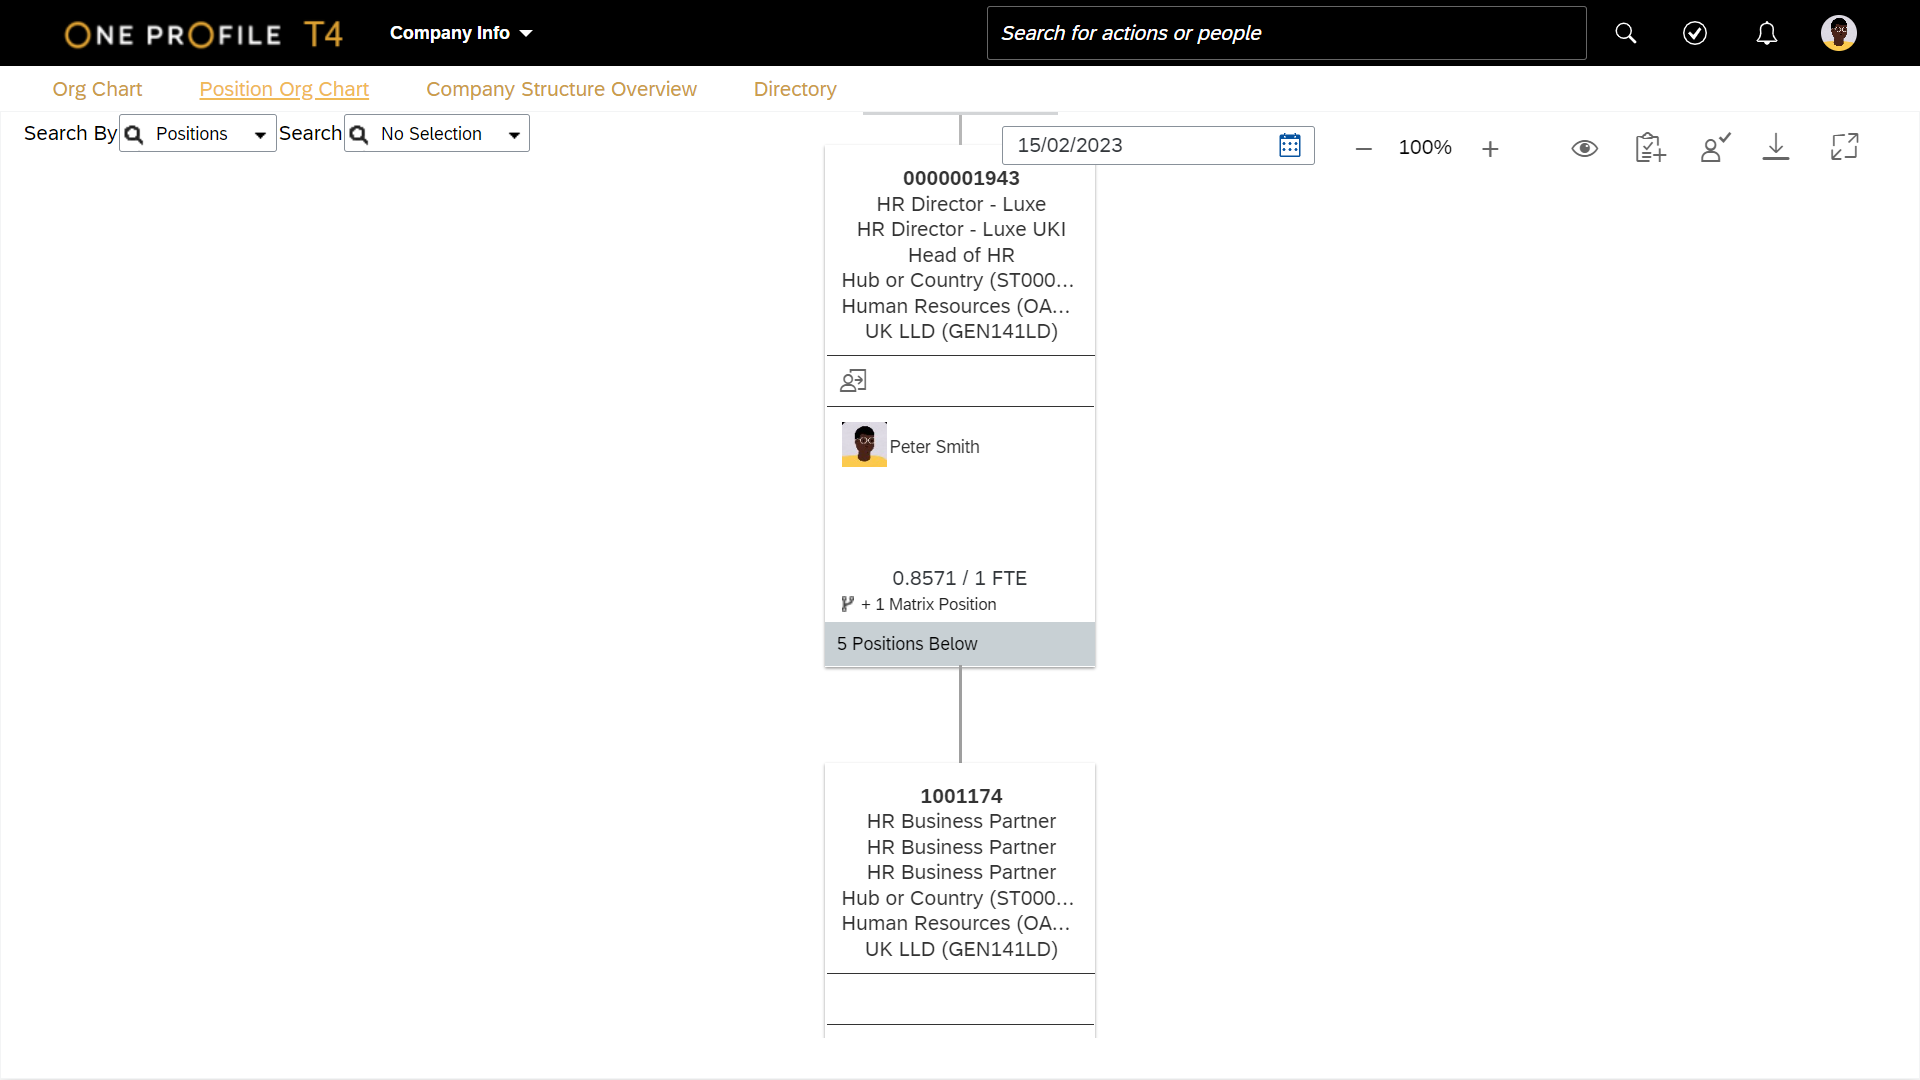 ONE PROFILE T4
Company Info
Search for actions or people
Org Chart
Position Org Chart
Company Structure Overview
Directory
Search By
Positions
Search
No Selection
15/02/2023
100%
0000001943
HR Director - Luxe
HR Director - Luxe UKI
Head of HR
Hub or Country (ST000...
Human Resources (OA...
UK LLD (GEN141LD)
Peter Smith
0.8571 / 1 FTE
+ 1 Matrix Position
5 Positions Below
1001174
HR Business Partner
HR Business Partner
HR Business Partner
Hub or Country (ST000...
Human Resources (OA...
UK LLD (GEN141LD)